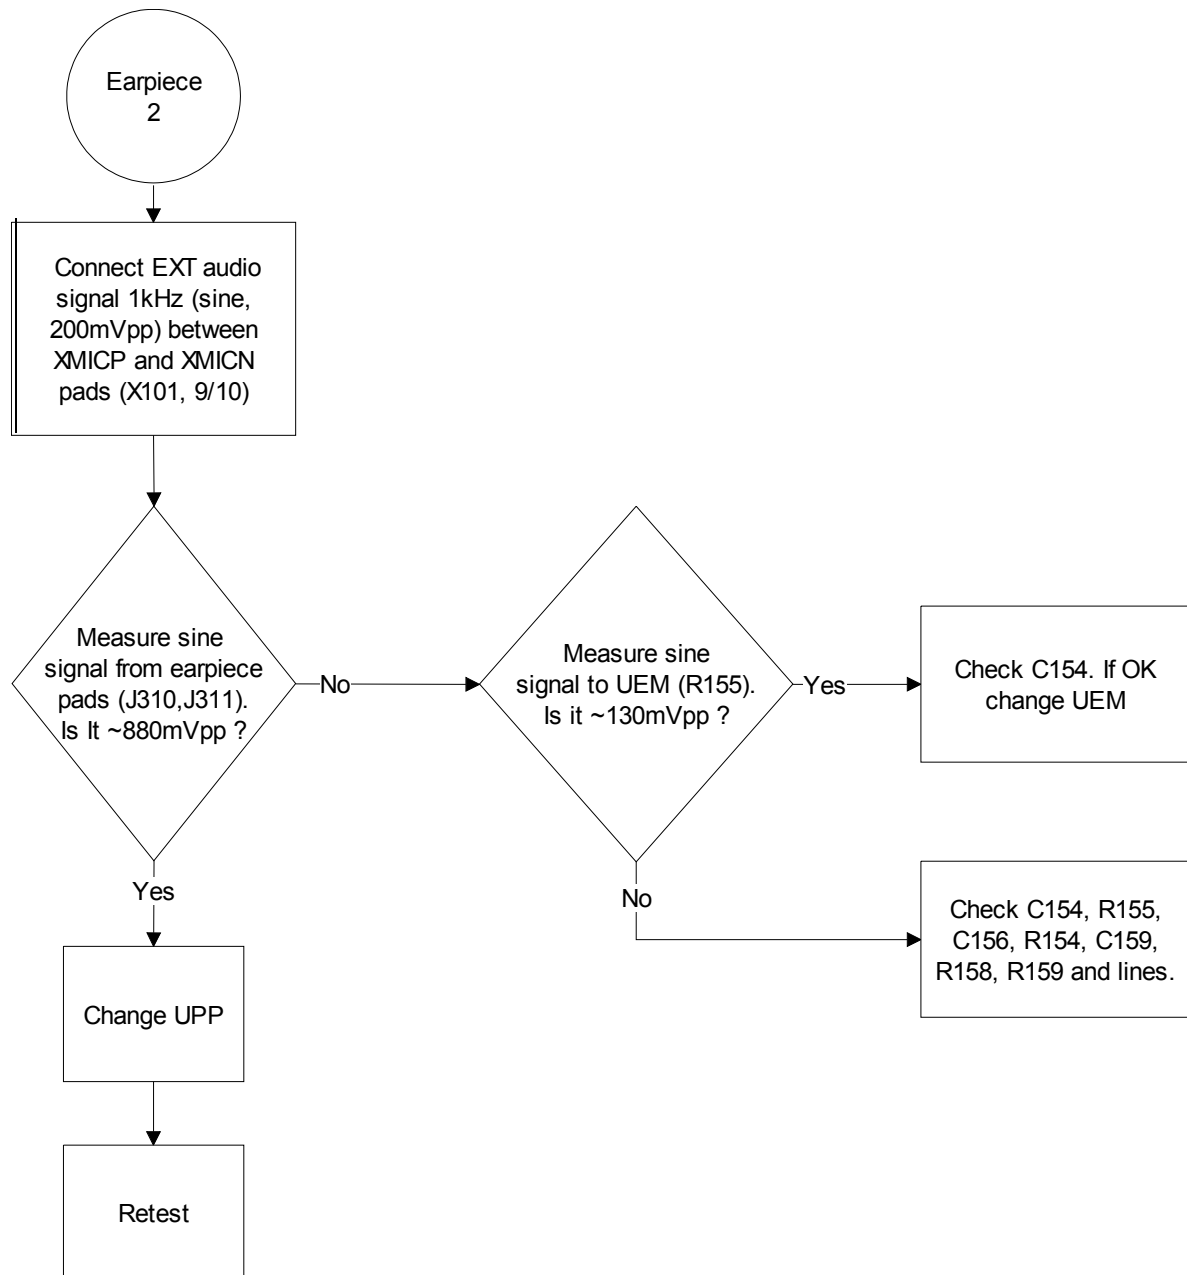 Earpiece
2
Connect EXT audio
signal 1kHz (sine,
200mVpp) between
XMICP and XMICN
pads (X101, 9/10)
Measure sine
signal from earpiece
pads (J310,J311).
Is It ~880mVpp ?
No
Measure sine
signal to UEM (R155).
Is it ~130mVpp ?
Yes
Check C154. If OK
change UEM
Yes
No
Check C154, R155,
C156, R154, C159,
R158, R159 and lines.
Change UPP
Retest